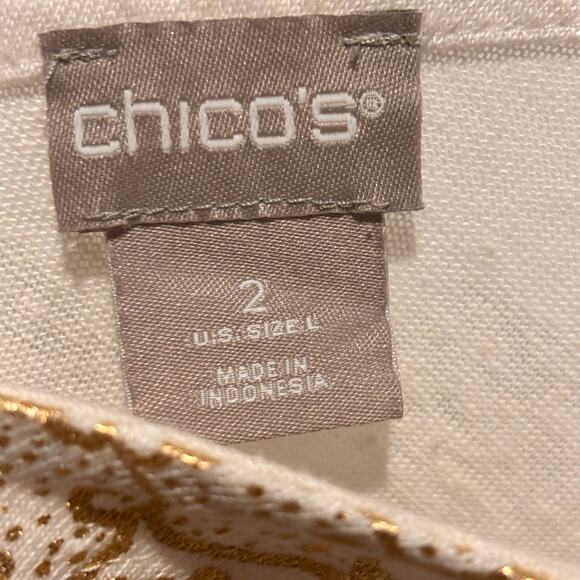 chico's®
2
U.S. SIZE L
MADE IN
INDONESIA